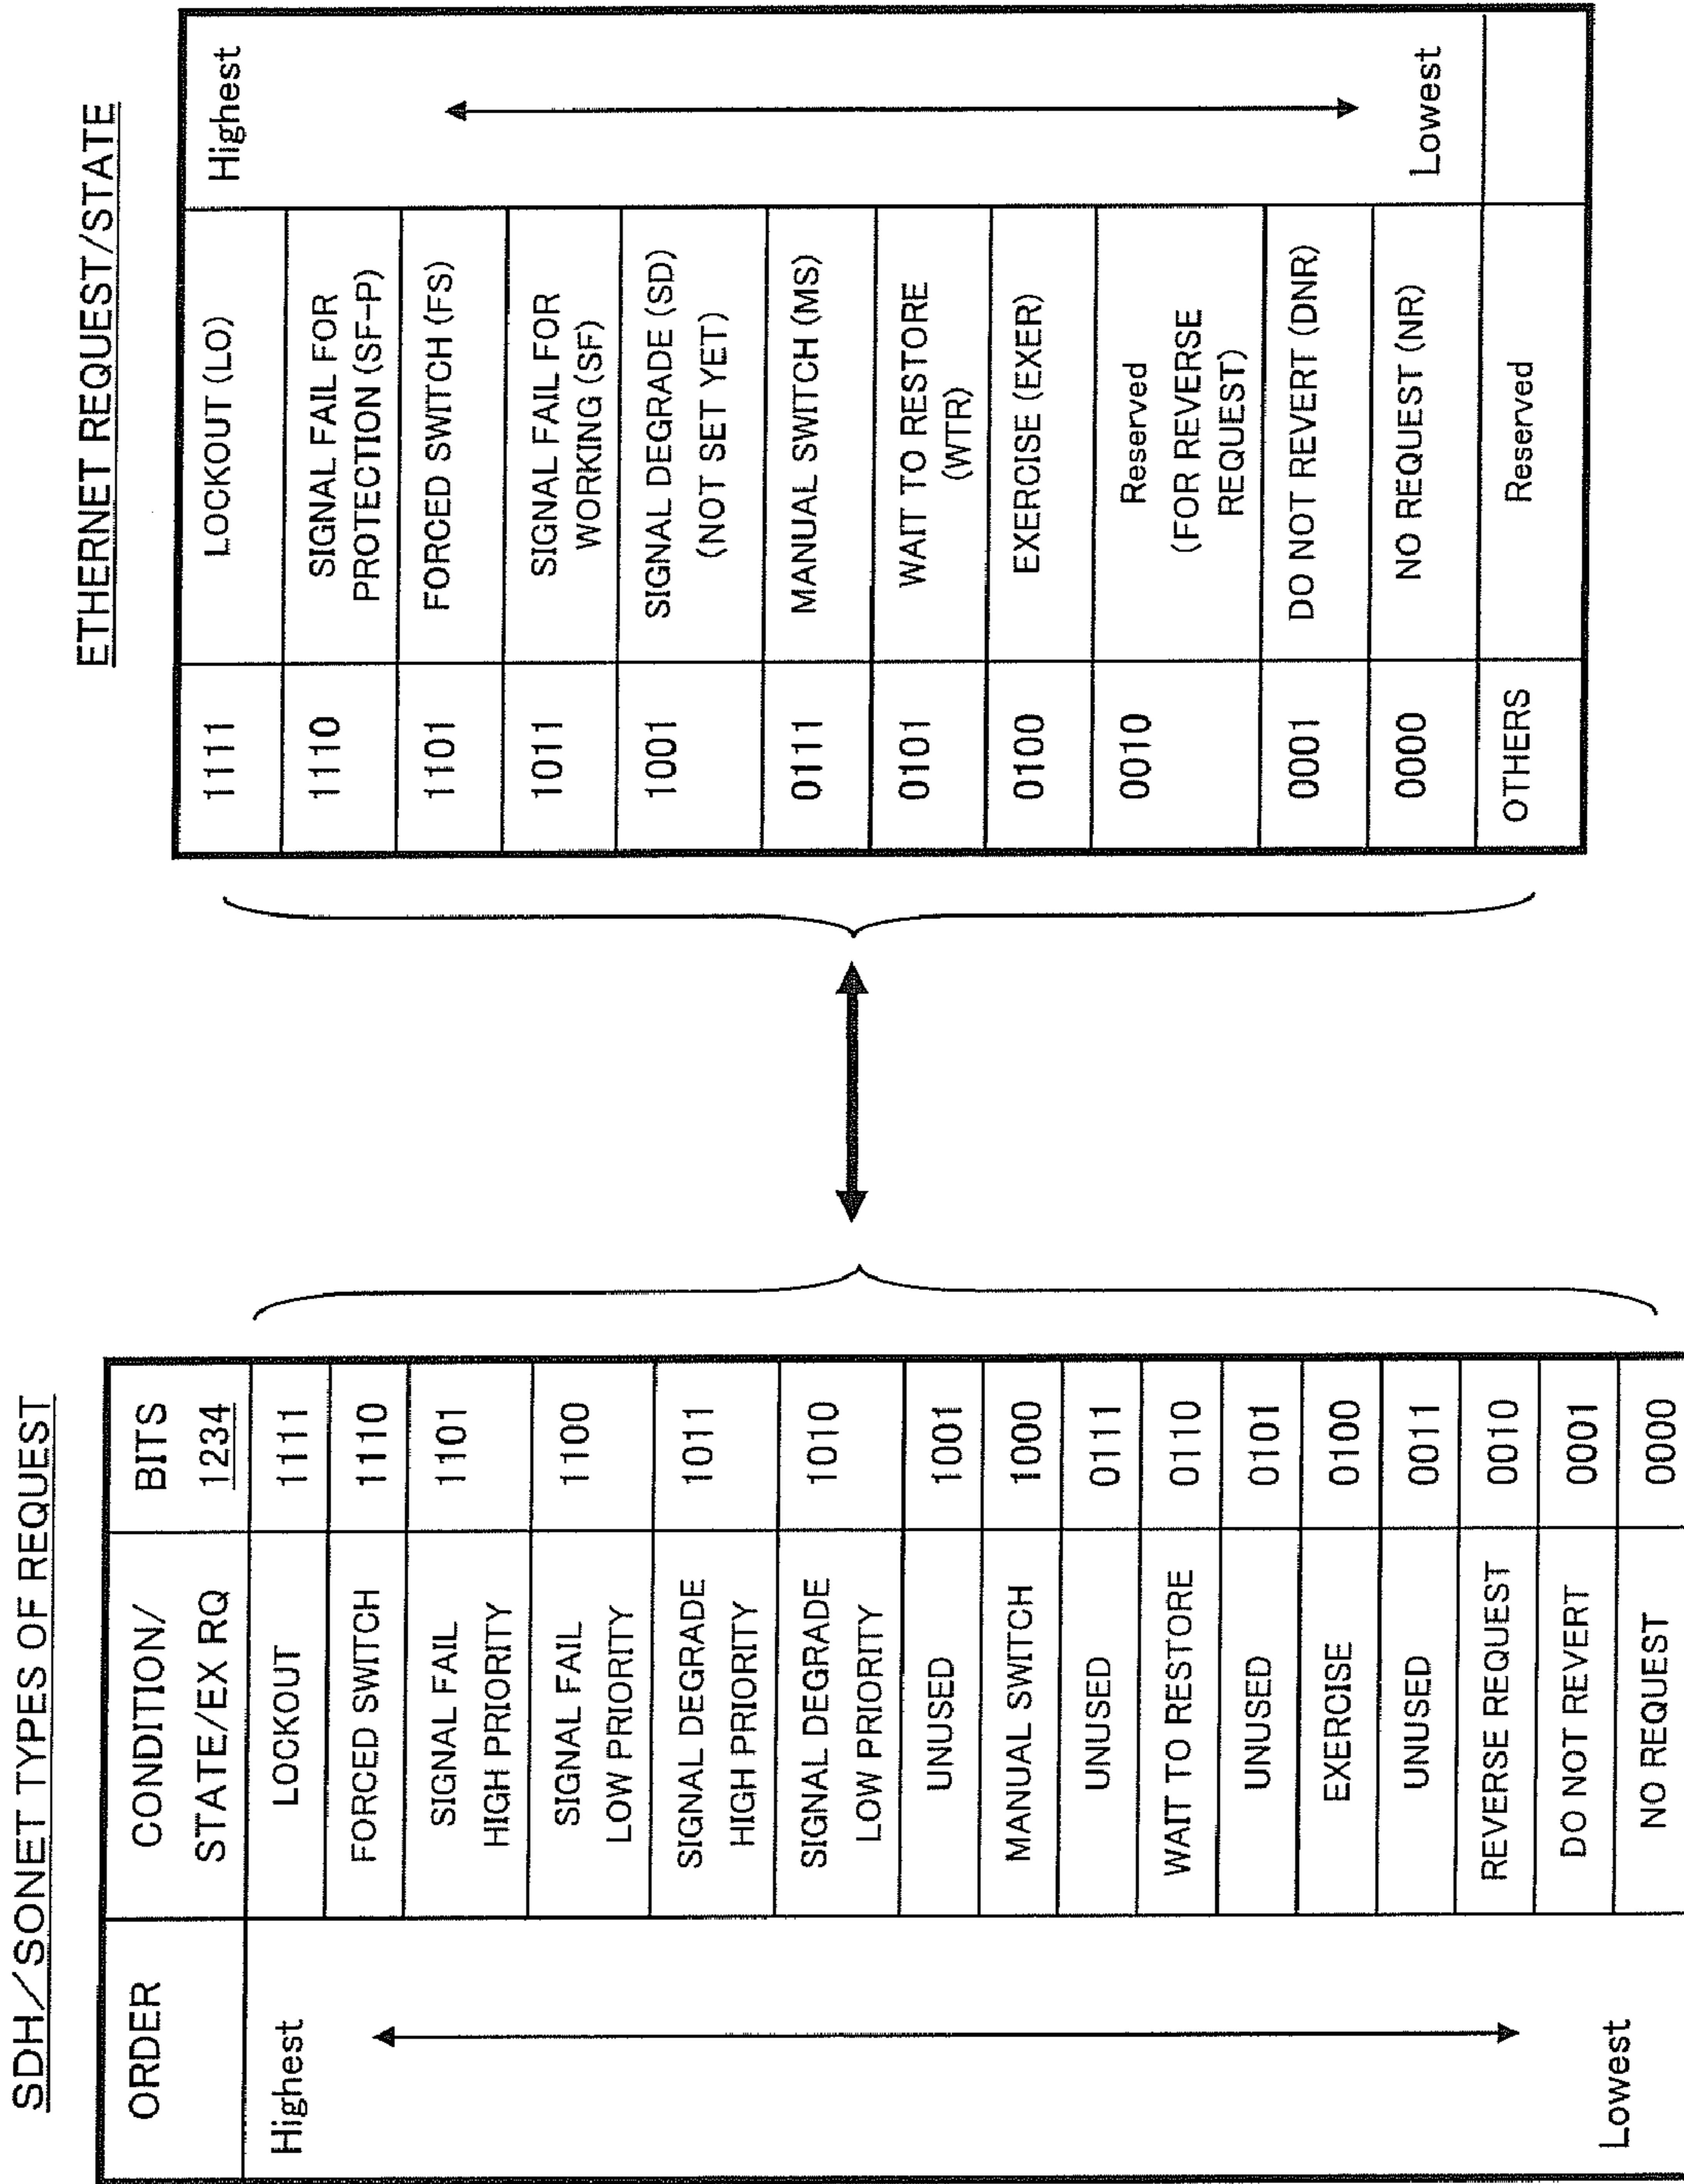 SDH/SONET TYPES OF REQUEST
ORDER
CONDITION/
STATE/EX RQ
BITS
1234
Highest
Lowest
LOCKOUT
1111
FORCED SWITCH
1110
SIGNAL FAIL
HIGH PRIORITY
1101
SIGNAL FAIL
LOW PRIORITY
1100
SIGNAL DEGRADE
HIGH PRIORITY
1011
SIGNAL DEGRADE
LOW PRIORITY
1010
UNUSED
1001
MANUAL SWITCH
1000
UNUSED
0111
WAIT TO RESTORE
0110
UNUSED
0101
EXERCISE
0100
UNUSED
0011
REVERSE REQUEST
0010
DO NOT REVERT
0001
NO REQUEST
0000
ETHERNET REQUEST/STATE
1111
LOCKOUT (LO)
Highest
1110
SIGNAL FAIL FOR
PROTECTION (SF-P)
1101
FORCED SWITCH (FS)
1011
SIGNAL FAIL FOR
WORKING (SF)
1001
SIGNAL DEGRADE (SD)
(NOT SET YET)
0111
MANUAL SWITCH (MS)
0101
WAIT TO RESTORE
(WTR)
0100
EXERCISE (EXER)
0010
Reserved
(FOR REVERSE
REQUEST)
0001
DO NOT REVERT (DNR)
0000
NO REQUEST (NR)
Lowest
OTHERS
Reserved